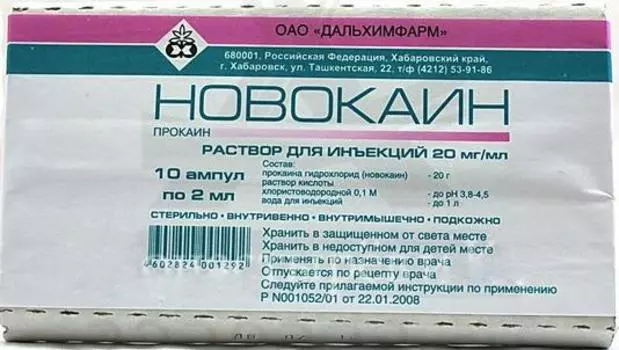 ОАО "ДАЛЬХИМФАРМ"
680001, Российская Федерация, Хабаровский край,
г. Хабаровск, ул. Ташкентская, 22, т/ф (4212) 53-91-86
НОВОКАИН
ПРОКАИН
РАСТВОР ДЛЯ ИНЪЕКЦИЙ 20 мг/мл
10 ампул
по 2 мл
Состав:
прокаина гидрохлорид (новокаин) - 20 г
раствор кислоты
хлористоводородной 0,1 М - до pH 3,8-4,5
вода для инъекций - до 1 л
СТЕРИЛЬНО • ВНУТРИВЕННО • ВНУТРИМЫШЕЧНО • ПОДКОЖНО
Хранить в защищенном от света месте
Хранить в недоступном для детей месте
Применять по назначению врача
Отпускается по рецепту врача
Следуйте прилагаемой инструкции по применению
Р N001052/01 от 22.01.2008
4602824001292